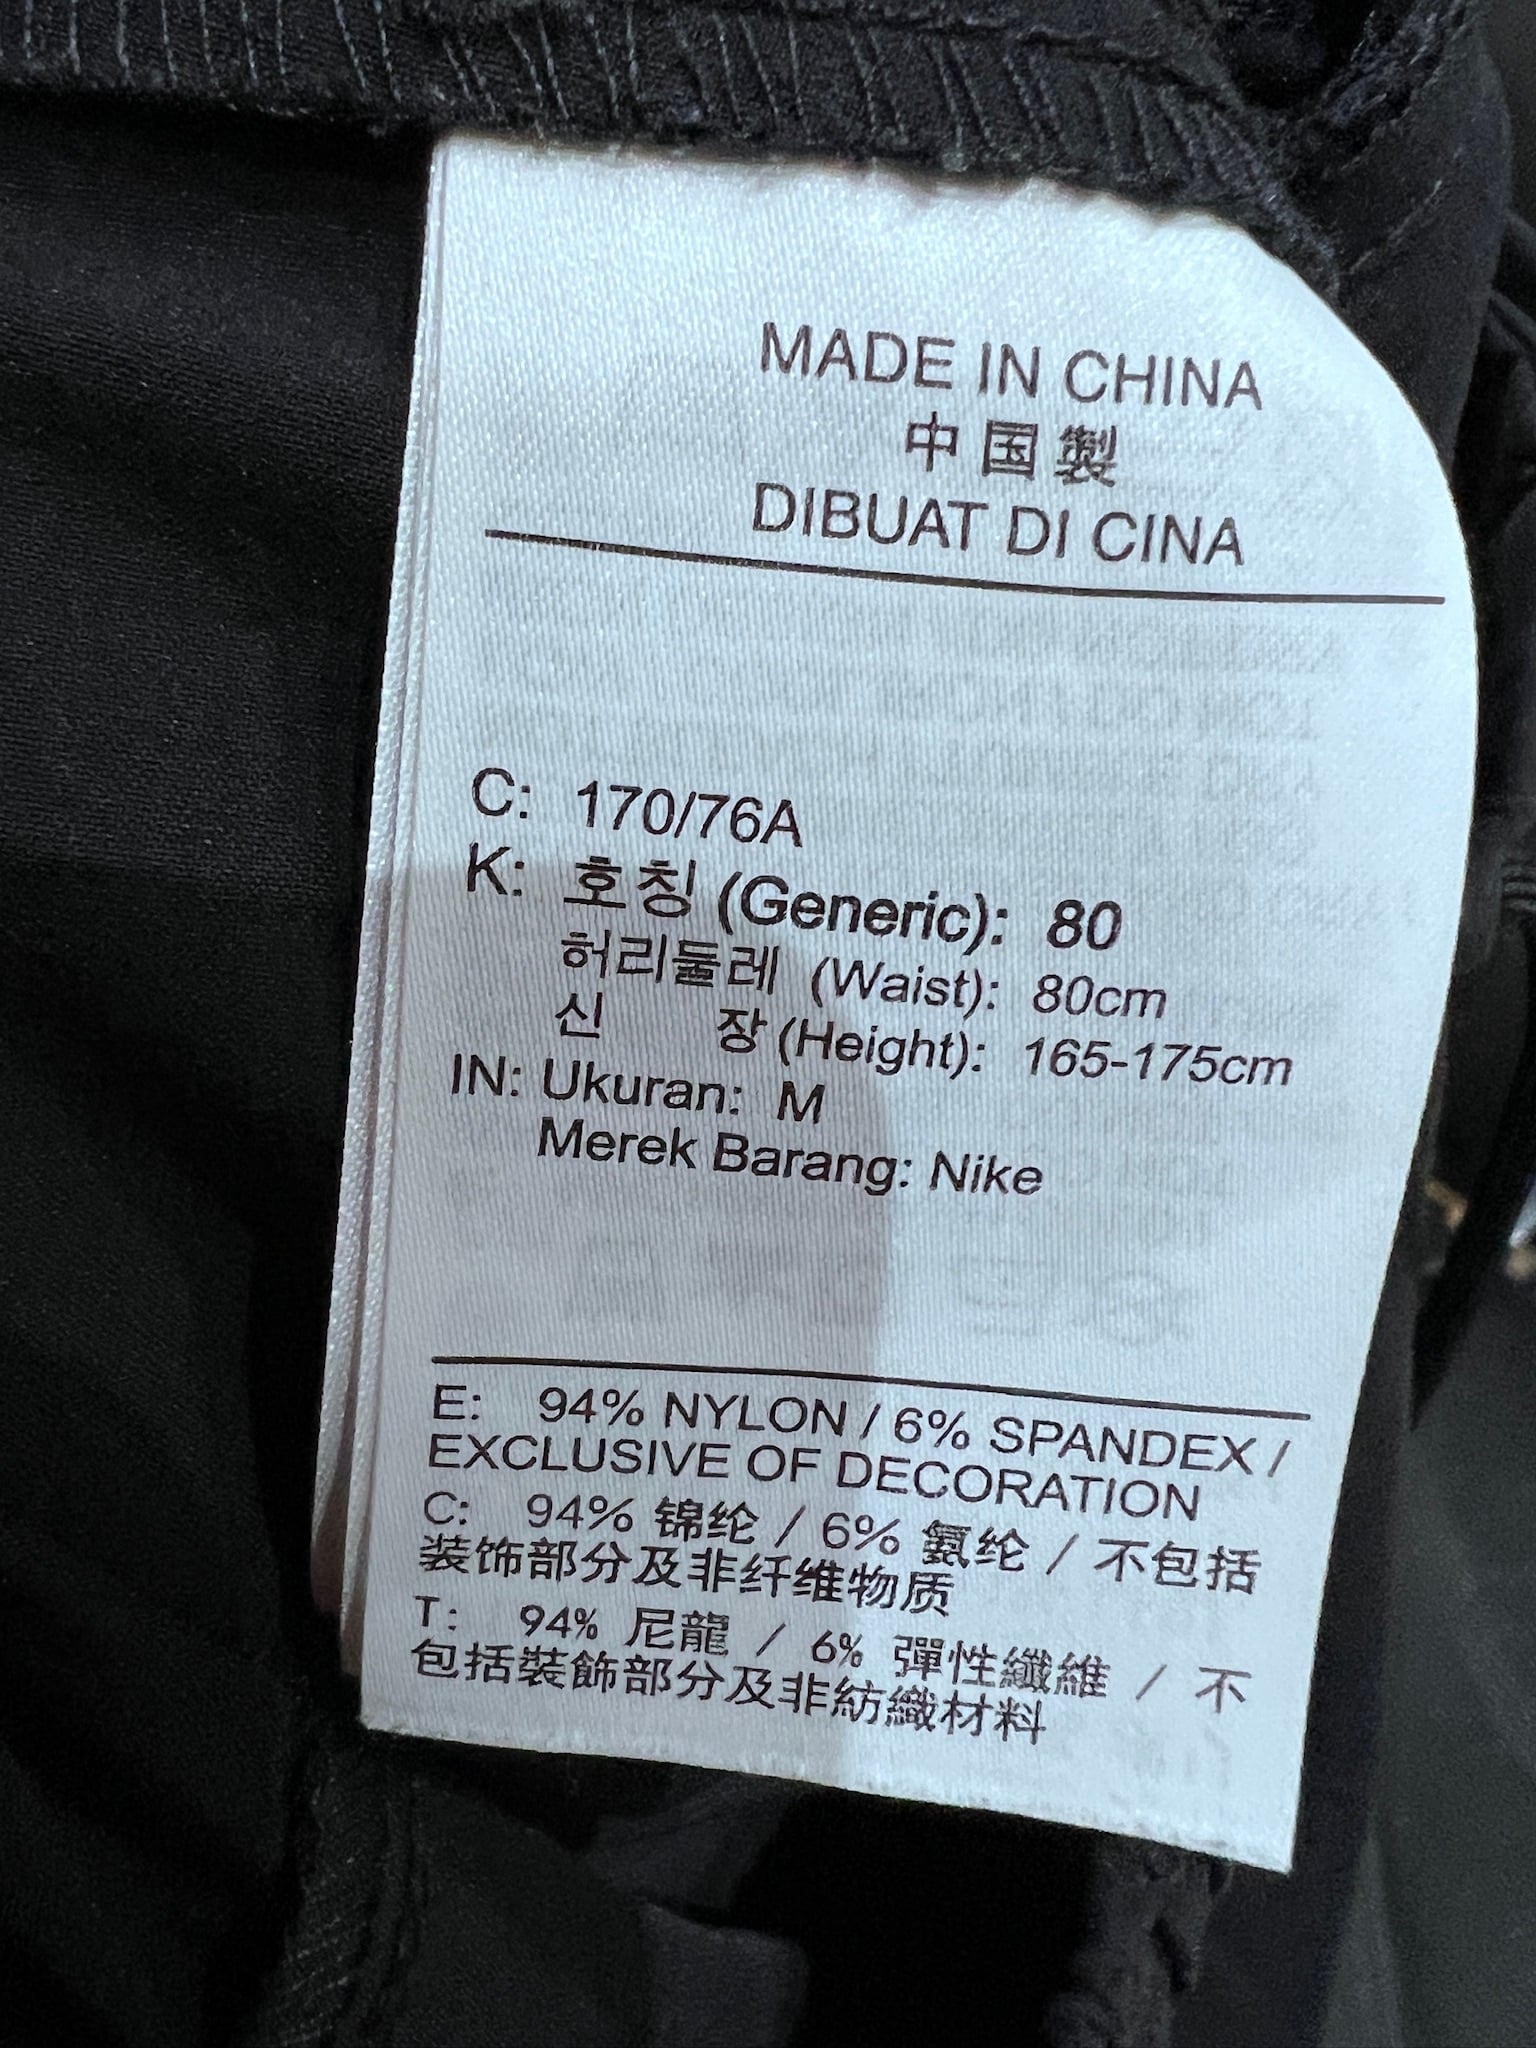 MADE IN CHINA
中国製
DIBUAT DI CINA
C: 170/76A
K: 호칭 (Generic): 80
허리둘레 (Waist): 80cm
신 장 (Height): 165-175cm
IN: Ukuran: M
Merek Barang: Nike
E: 94% NYLON / 6% SPANDEX /
EXCLUSIVE OF DECORATION
C: 94% 锦纶 / 6% 氨纶 / 不包括
装饰部分及非纤维物质
T: 94% 尼龍 / 6% 彈性纖維 / 不
包括裝飾部分及非紡織材料